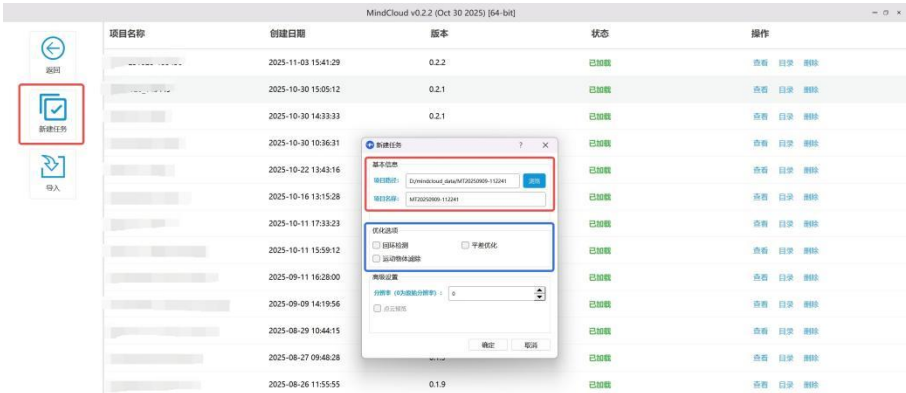 MindCloud v0.2.2 (Oct 30 2025) [64-bit]
项目名称 创建日期 版本 状态 操作
返回
2025-11-03 15:41:29 0.2.2 已加载 查看 目录 删除
2025-10-30 15:05:12 0.2.1 已加载 查看 目录 删除
新建任务
2025-10-30 14:33:33 0.2.1 已加载 查看 目录 删除
2025-10-30 10:36:31 已加载 查看 目录 删除
导入
2025-10-22 13:43:16 已加载 查看 目录 删除
2025-10-16 13:15:28 已加载 查看 目录 删除
2025-10-11 17:33:23 已加载 查看 目录 删除
2025-10-11 15:59:12 已加载 查看 目录 删除
2025-09-11 16:28:00 已加载 查看 目录 删除
2025-09-09 14:19:56 已加载 查看 目录 删除
2025-08-29 10:44:15 已加载 查看 目录 删除
2025-08-27 09:48:28 已加载 查看 目录 删除
2025-08-26 11:55:55 0.1.9 已加载 查看 目录 删除
新建任务 ?
基本信息
项目路径: D:/mindcloud_data/MT20250909-112241 选择
项目名称: MT20250909-112241
优化选项
回环检测 平差优化
运动物体滤除
高级设置
分辨率 (0为原始分辨率) : 0
点云赋色
确定 取消